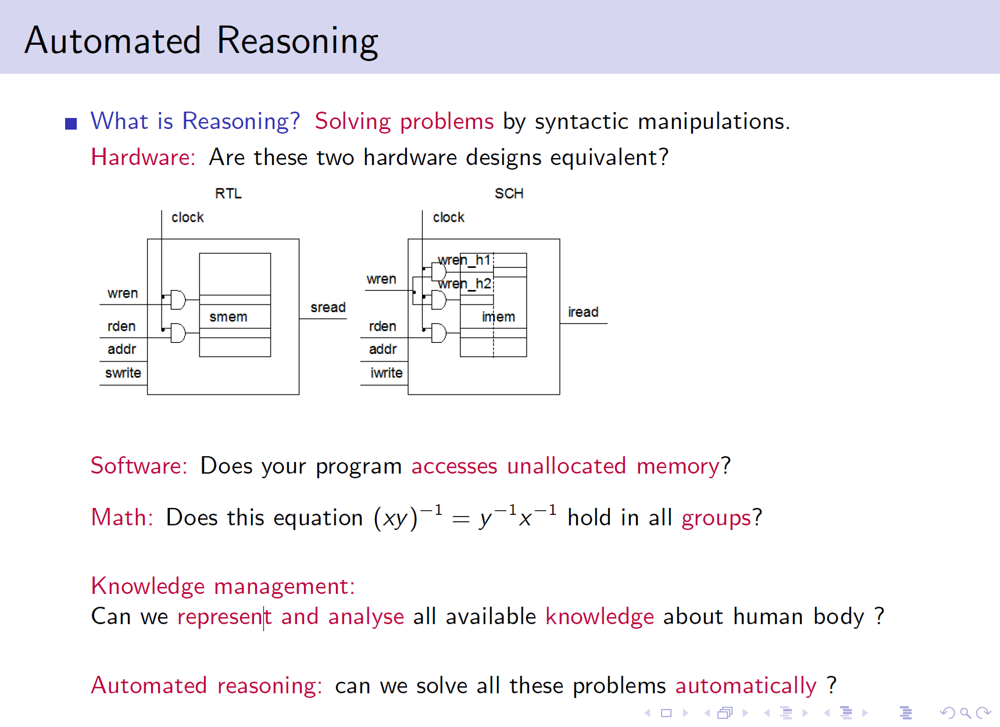 Automated Reasoning
What is Reasoning? Solving problems by syntactic manipulations.
Hardware: Are these two hardware designs equivalent?
RTL
clock
wren
rden
addr
swrite
smem
sread
SCH
clock
wren_h1
wren
wren_h2
imem
rden
addr
iwrite
iread
Software: Does your program accesses unallocated memory?
Math: Does this equation (xy)⁻¹ = y⁻¹x⁻¹ hold in all groups?
Knowledge management:
Can we represent and analyse all available knowledge about human body ?
Automated reasoning: can we solve all these problems automatically ?